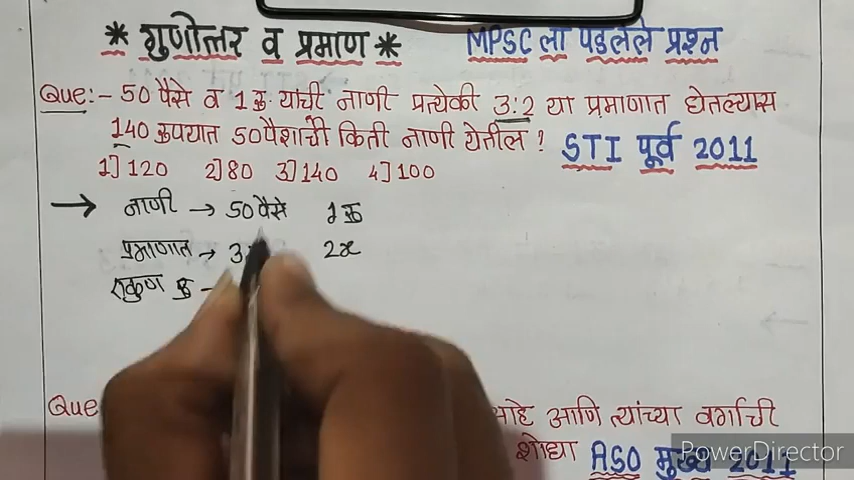 * गुणोत्तर व प्रमाण * MPSC ला पडलेले प्रश्न
Que:- 50 पैसे व 1 रु. यांची नाणी प्रत्येकी 3:2 या प्रमाणात घेतल्यास
140 रुपयात 50 पैशाची किती नाणी येतील ? STI पूर्व 2011
1] 120 2] 80 3] 140 4] 100
→ नाणी → 50 पैसे 1 रु
प्रमाणात → 3 2x
एकुण रु -
Que आहे आणि त्यांच्या वर्गाची
शोधा ASO मुख्य 2011
PowerDirector